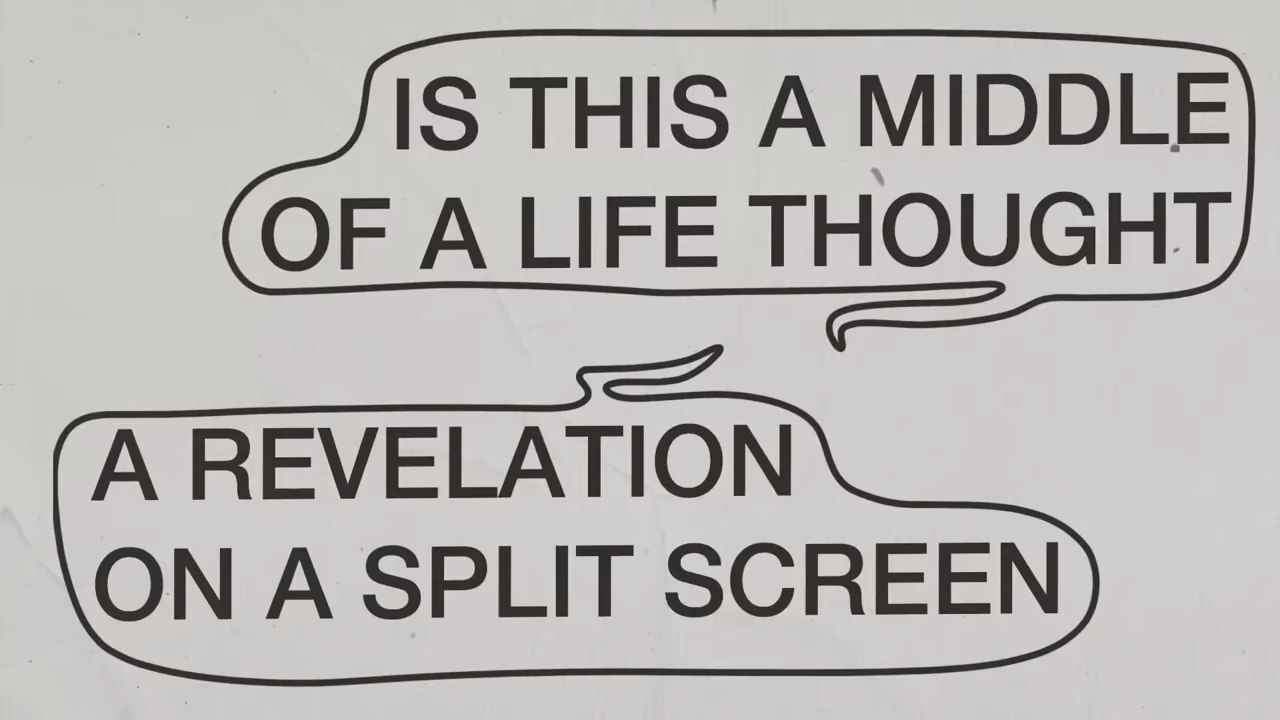 IS THIS A MIDDLE
OF A LIFE THOUGHT
A REVELATION
ON A SPLIT SCREEN